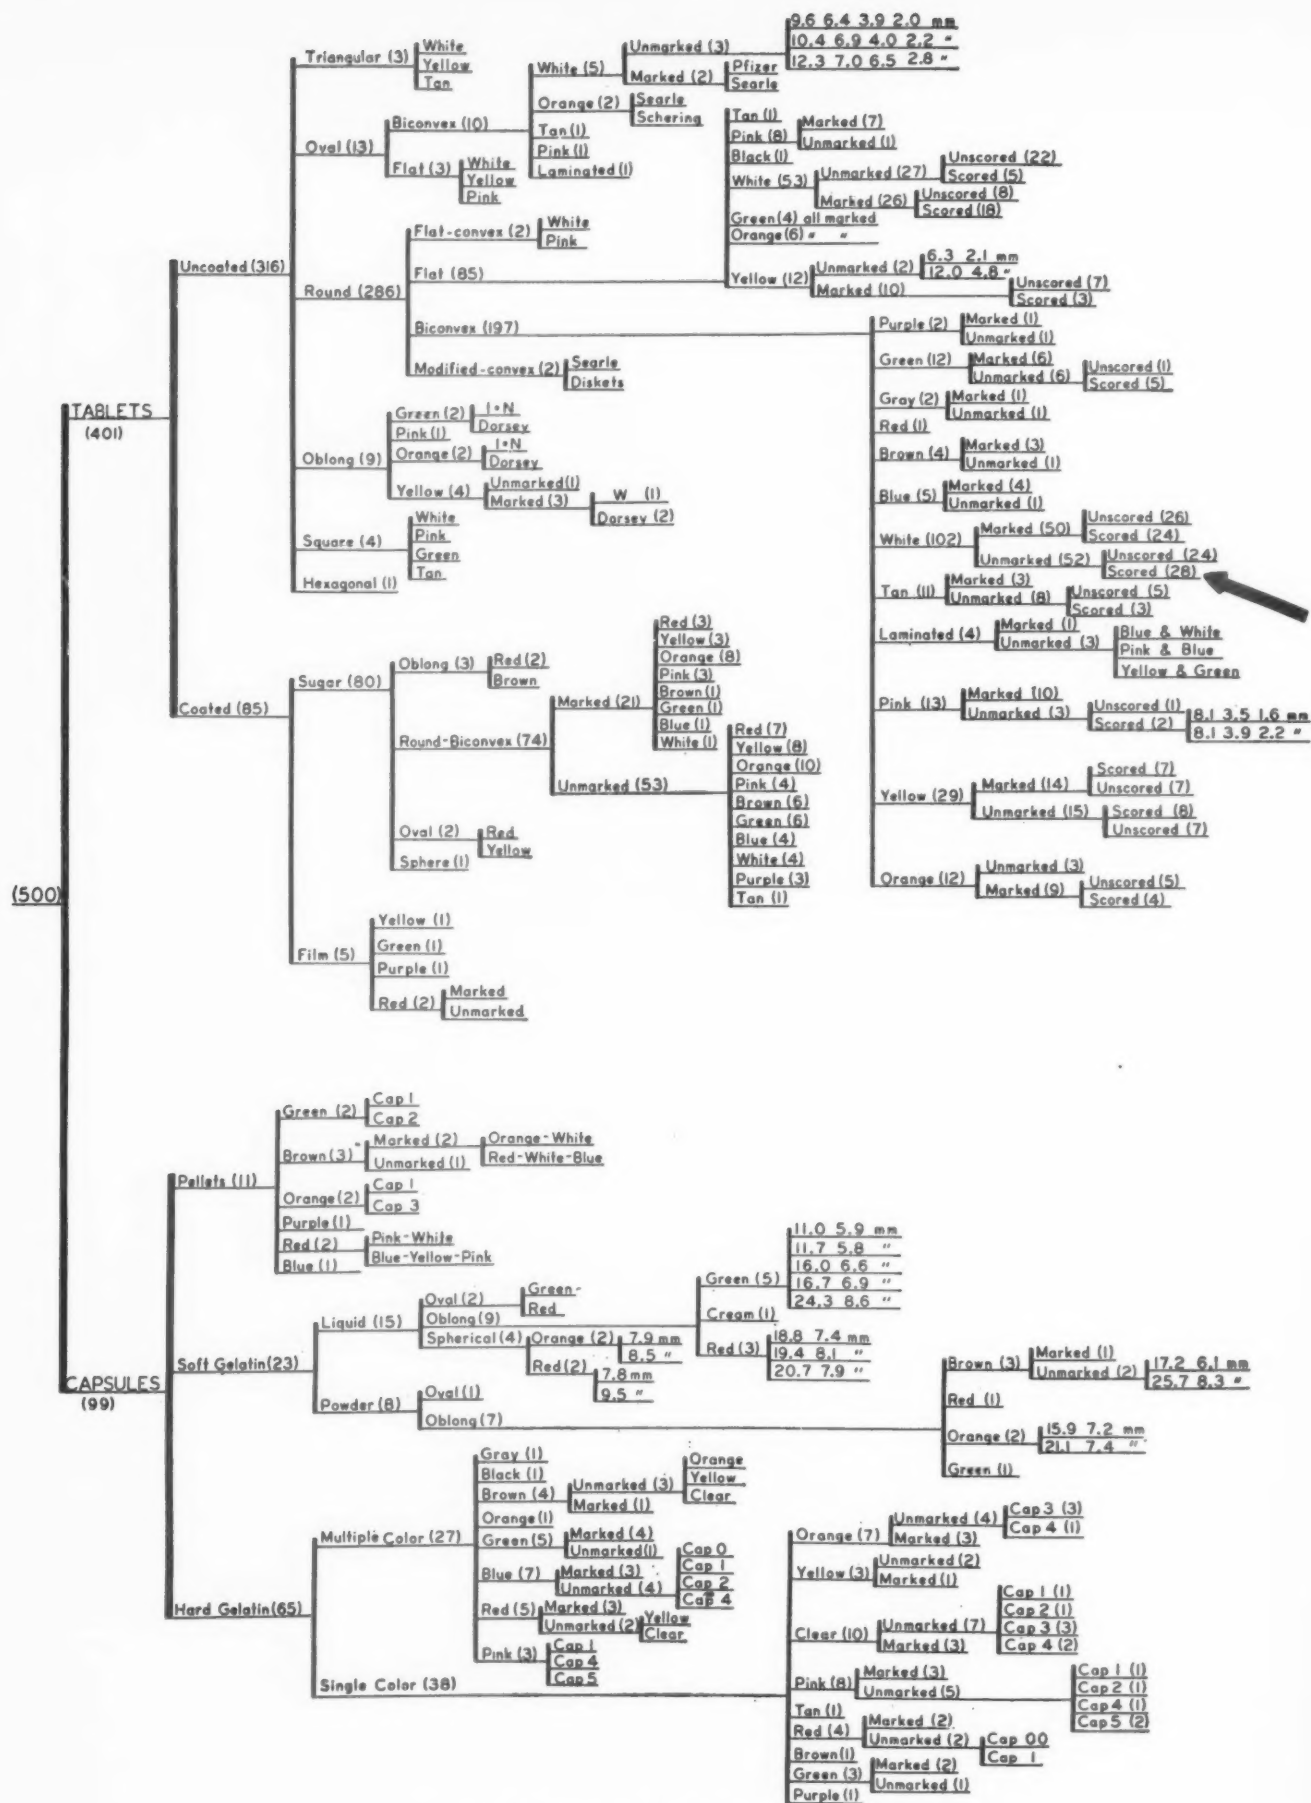 (500)
TABLETS
(401)
Uncoated (316)
Triangular (3)
White
Yellow
Tan
Oval (13)
Biconvex (10)
White (5)
Unmarked (3)
9.6 6.4 3.9 2.0 mm
10.4 6.9 4.0 2.2 "
12.3 7.0 6.5 2.8 "
Marked (2)
Pfizer
Searle
Orange (2)
Searle
Schering
Tan (1)
Pink (1)
Laminated (1)
Flat (3)
White
Yellow
Pink
Round (286)
Flat-convex (2)
White
Pink
Flat (85)
Tan (1)
Pink (8)
Marked (7)
Unmarked (1)
Black (1)
White (53)
Unmarked (27)
Unscored (22)
Scored (5)
Marked (26)
Unscored (8)
Scored (18)
Green (4) all marked
Orange (6) " "
Yellow (12)
Unmarked (2)
6.3 2.1 mm
12.0 4.8 "
Marked (10)
Unscored (7)
Scored (3)
Biconvex (197)
Purple (2)
Marked (1)
Unmarked (1)
Green (12)
Marked (6)
Unmarked (6)
Unscored (1)
Scored (5)
Gray (2)
Marked (1)
Unmarked (1)
Red (1)
Brown (4)
Marked (3)
Unmarked (1)
Blue (5)
Marked (4)
Unmarked (1)
White (102)
Marked (50)
Unscored (26)
Scored (24)
Unmarked (52)
Unscored (24)
Scored (28)
Tan (11)
Marked (3)
Unmarked (8)
Unscored (5)
Scored (3)
Laminated (4)
Marked (1)
Unmarked (3)
Blue & White
Pink & Blue
Yellow & Green
Pink (13)
Marked (10)
Unmarked (3)
Unscored (1)
Scored (2)
8.1 3.5 1.6 mm
8.1 3.9 2.2 "
Yellow (29)
Marked (14)
Scored (7)
Unscored (7)
Unmarked (15)
Scored (8)
Unscored (7)
Orange (12)
Unmarked (3)
Marked (9)
Unscored (5)
Scored (4)
Modified-convex (2)
Searle
Diskets
Oblong (9)
Green (2)
I•N
Dorsey
Pink (1)
Orange (2)
I•N
Dorsey
Yellow (4)
Unmarked (1)
Marked (3)
W (1)
Dorsey (2)
Square (4)
White
Pink
Green
Tan
Hexagonal (1)
Coated (85)
Sugar (80)
Oblong (3)
Red (2)
Brown
Round-Biconvex (74)
Marked (21)
Red (3)
Yellow (3)
Orange (8)
Pink (3)
Brown (1)
Green (1)
Blue (1)
White (1)
Unmarked (53)
Red (7)
Yellow (8)
Orange (10)
Pink (4)
Brown (6)
Green (6)
Blue (4)
White (4)
Purple (3)
Tan (1)
Oval (2)
Red
Yellow
Sphere (1)
Film (5)
Yellow (1)
Green (1)
Purple (1)
Red (2)
Marked
Unmarked
CAPSULES
(99)
Pellets (11)
Green (2)
Cap 1
Cap 2
Brown (3)
Marked (2)
Orange-White
Red-White-Blue
Unmarked (1)
Orange (2)
Cap 1
Cap 3
Purple (1)
Red (2)
Pink-White
Blue-Yellow-Pink
Blue (1)
Soft Gelatin (23)
Liquid (15)
Oval (2)
Green
Red
Oblong (9)
Green (5)
11.0 5.9 mm
11.7 5.8 "
16.0 6.6 "
16.7 6.9 "
24.3 8.6 "
Cream (1)
Red (3)
18.8 7.4 mm
19.4 8.1 "
20.7 7.9 "
Spherical (4)
Orange (2)
7.9 mm
8.5 "
Red (2)
7.8 mm
9.5 "
Powder (8)
Oval (1)
Oblong (7)
Brown (3)
Marked (1)
Unmarked (2)
17.2 6.1 mm
25.7 8.3 "
Red (1)
Orange (2)
15.9 7.2 mm
21.1 7.4 "
Green (1)
Hard Gelatin (65)
Multiple Color (27)
Gray (1)
Black (1)
Brown (4)
Unmarked (3)
Orange
Yellow
Clear
Marked (1)
Orange (1)
Green (5)
Marked (4)
Unmarked (1)
Blue (7)
Marked (3)
Unmarked (4)
Cap 0
Cap 1
Cap 2
Cap 4
Red (5)
Marked (3)
Unmarked (2)
Yellow
Clear
Pink (3)
Cap 1
Cap 4
Cap 5
Single Color (38)
Orange (7)
Unmarked (4)
Cap 3 (3)
Cap 4 (1)
Marked (3)
Yellow (3)
Unmarked (2)
Marked (1)
Clear (10)
Unmarked (7)
Cap 1 (1)
Cap 2 (1)
Cap 3 (3)
Cap 4 (2)
Marked (3)
Pink (8)
Marked (3)
Unmarked (5)
Cap 1 (1)
Cap 2 (1)
Cap 4 (1)
Cap 5 (2)
Tan (1)
Red (4)
Marked (2)
Unmarked (2)
Cap 00
Cap 1
Brown (1)
Green (3)
Marked (2)
Unmarked (1)
Purple (1)